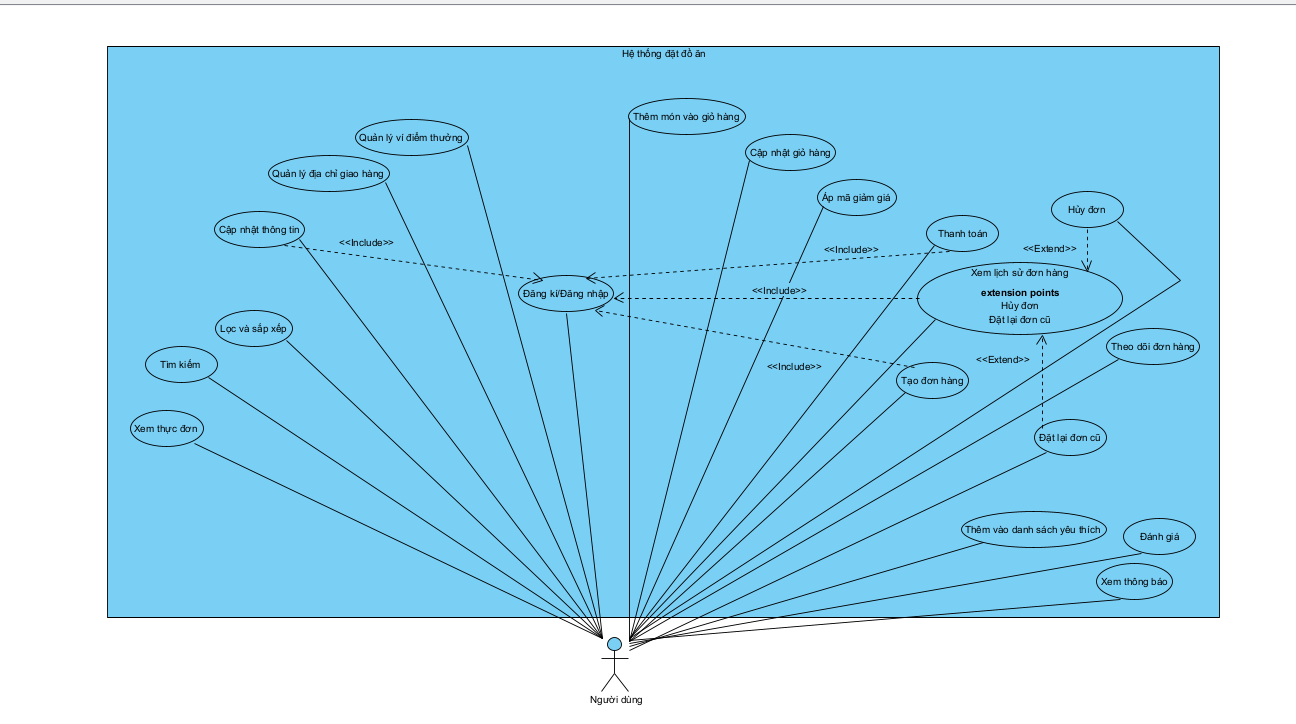 Hệ thống đặt đồ ăn
Thêm món vào giỏ hàng
Quản lý ví điểm thưởng
Cập nhật giỏ hàng
Quản lý địa chỉ giao hàng
Áp mã giảm giá
Hủy đơn
Cập nhật thông tin
Thanh toán
<<Include>>
<<Include>>
<<Extend>>
Xem lịch sử đơn hàng
extension points
Hủy đơn
Đặt lại đơn cũ
Đăng kí/Đăng nhập
<<Include>>
Lọc và sắp xếp
Theo dõi đơn hàng
<<Extend>>
Tìm kiếm
<<Include>>
Tạo đơn hàng
Xem thực đơn
Đặt lại đơn cũ
Thêm vào danh sách yêu thích
Đánh giá
Xem thông báo
Người dùng